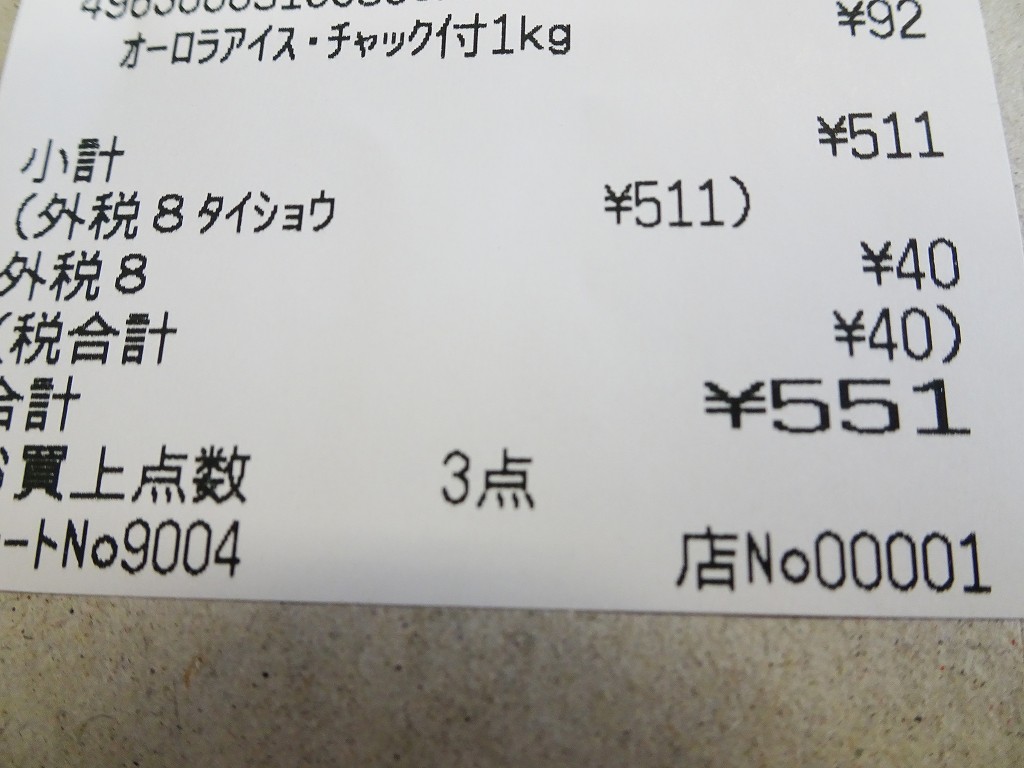 オーロラアイス・チャック付1kg ¥92
小計 ¥511
(外税8タイショウ ¥511)
外税8 ¥40
(税合計 ¥40)
合計 ¥551
お買上点数 3点
ートNo9004 店No00001